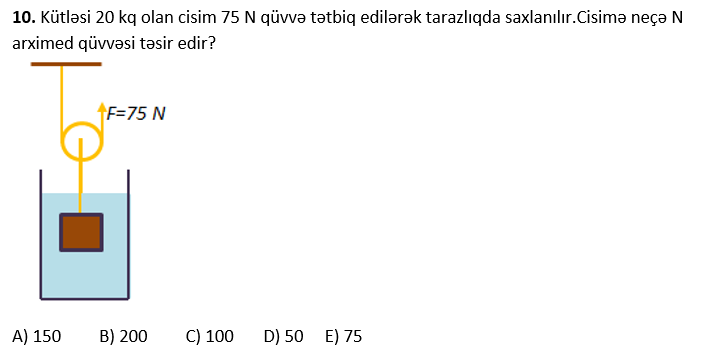 10. Kütləsi 20 kq olan cisim 75 N qüvvə tətbiq edilərək tarazlıqda saxlanılır.Cisimə neçə N
arximed qüvvəsi təsir edir?
F=75 N
A) 150 B) 200 C) 100 D) 50 E) 75